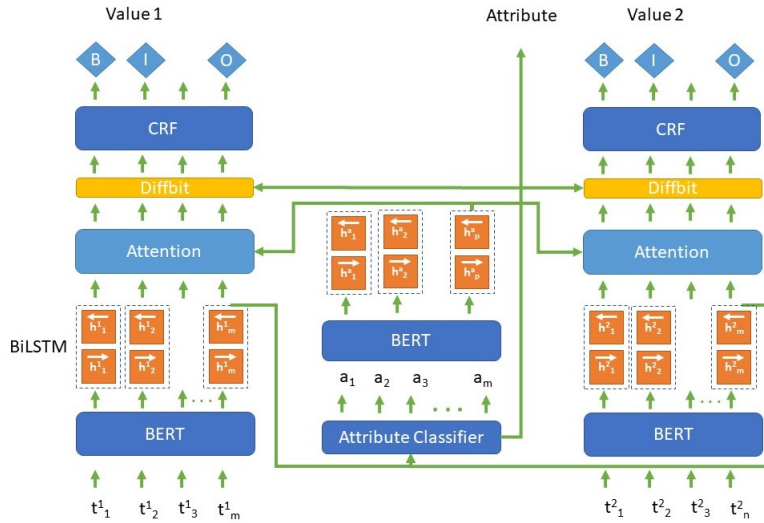 Value 1
Attribute
Value 2
B I O
B I O
CRF
CRF
Diffbit
Diffbit
Attention
Attention
hᵃ₁ hᵃ₂ hᵃₚ
hᵃ₁ hᵃ₂ hᵃₚ
BiLSTM
h¹₁ h¹₂ h¹ₘ
h¹₁ h¹₂ h¹ₘ
BERT
h²₁ h²₂ h²ₘ
h²₁ h²₂ h²ₘ
a₁ a₂ a₃ aₘ
...
...
. . .
BERT
Attribute Classifier
BERT
t¹₁ t¹₂ t¹₃ t¹ₘ
t²₁ t²₂ t²₃ t²ₙ